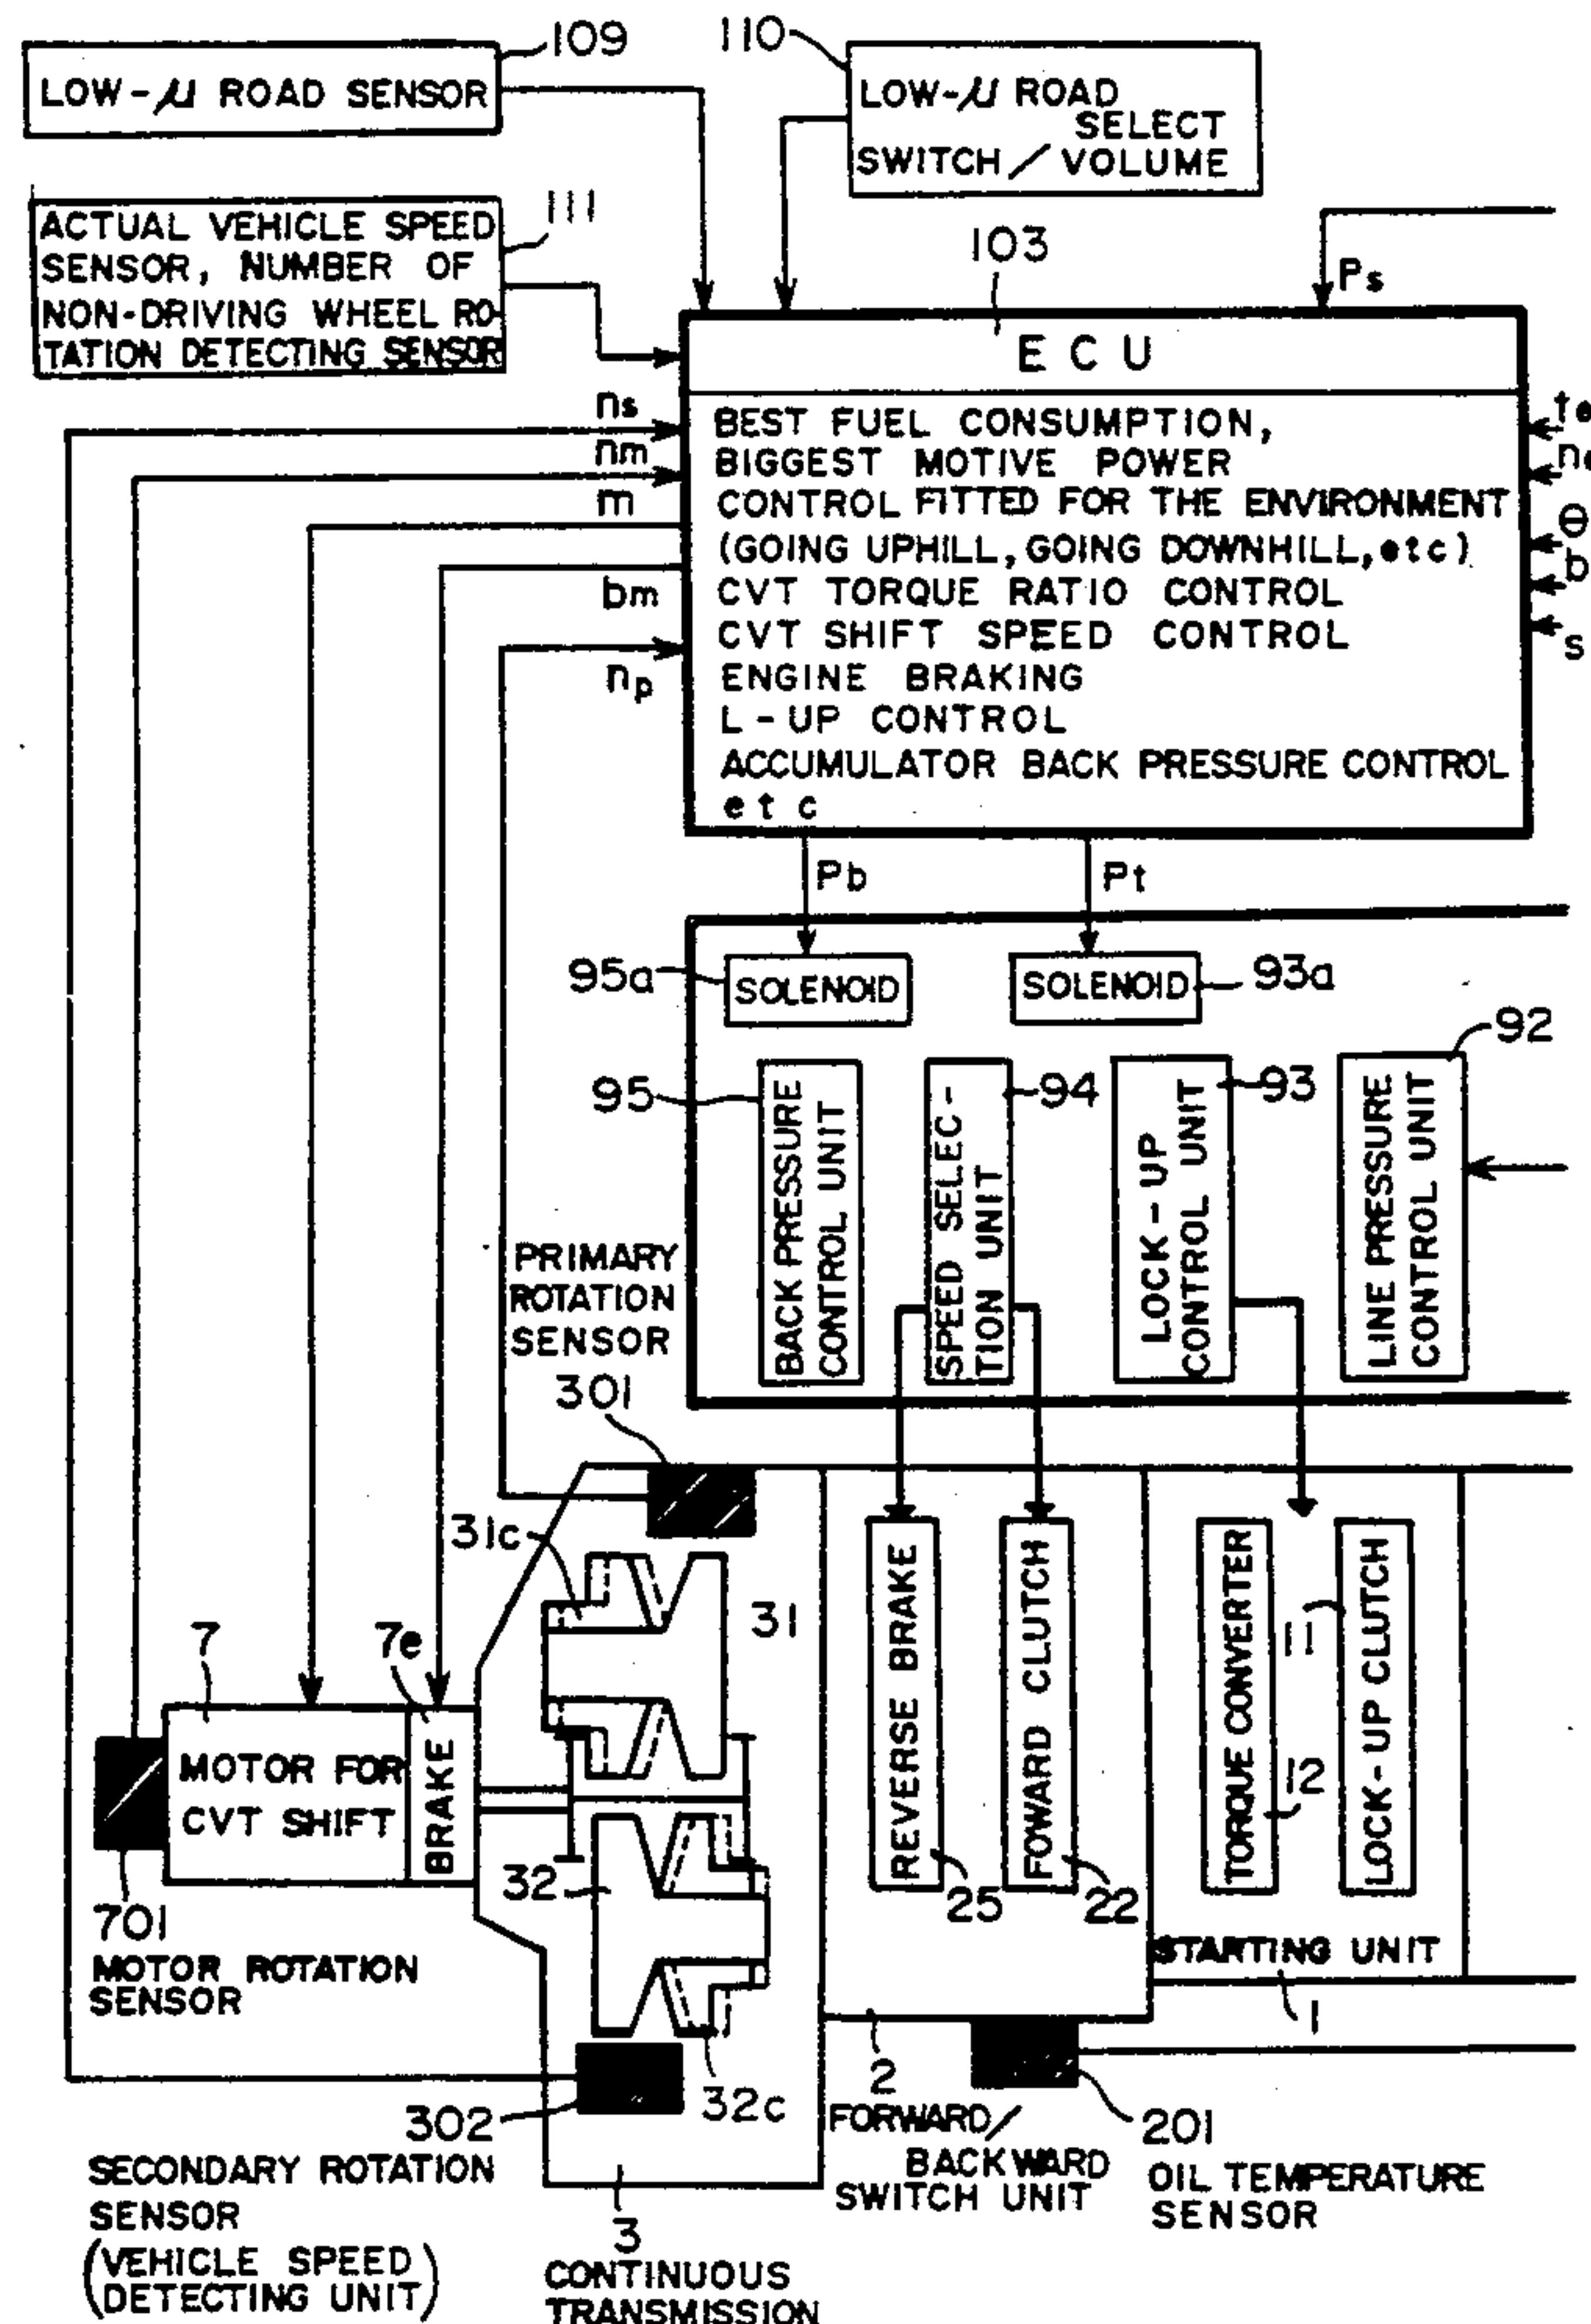 109
LOW-μ ROAD SENSOR
110
LOW-μ ROAD
SELECT
SWITCH / VOLUME
111
ACTUAL VEHICLE SPEED
SENSOR, NUMBER OF
NON-DRIVING WHEEL RO-
TATION DETECTING SENSOR
103
Ps
ECU
ns
nm
m
bm
np
BEST FUEL CONSUMPTION,
BIGGEST MOTIVE POWER
CONTROL FITTED FOR THE ENVIRONMENT
(GOING UPHILL, GOING DOWNHILL, etc)
CVT TORQUE RATIO CONTROL
CVT SHIFT SPEED CONTROL
ENGINE BRAKING
L-UP CONTROL
ACCUMULATOR BACK PRESSURE CONTROL
etc
θ
b
s
Pb
Pt
95a
SOLENOID
SOLENOID
93a
92
95
BACK PRESSURE
CONTROL UNIT
94
SPEED SELEC-
TION UNIT
93
LOCK-UP
CONTROL UNIT
LINE PRESSURE
CONTROL UNIT
PRIMARY
ROTATION
SENSOR
301
31c
31
7
7e
MOTOR FOR
CVT SHIFT
BRAKE
701
MOTOR ROTATION
SENSOR
32
32c
302
SECONDARY ROTATION
SENSOR
(VEHICLE SPEED
DETECTING UNIT)
3
CONTINUOUS
TRANSMISSION
REVERSE BRAKE
25
FOWARD CLUTCH
22
TORQUE CONVERTER
12
11
LOCK-UP CLUTCH
STARTING UNIT
1
2
FORWARD/
BACKWARD
SWITCH UNIT
201
OIL TEMPERATURE
SENSOR